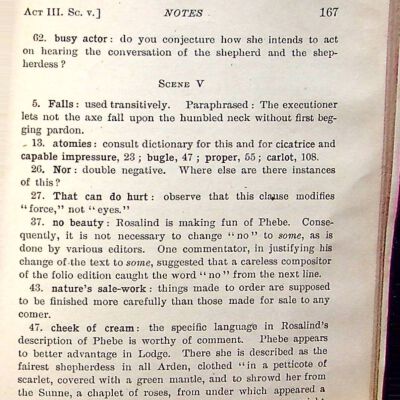 Act III. Sc. v.] NOTES 167
62. busy actor: do you conjecture how she intends to act
on hearing the conversation of the shepherd and the shep-
herdess?
Scene V
5. Falls: used transitively. Paraphrased: The executioner
lets not the axe fall upon the humbled neck without first beg-
ging pardon.
13. atomies: consult dictionary for this and for cicatrice and
capable impressure, 23; bugle, 47; proper, 55; carlot, 108.
26. Nor: double negative. Where else are there instances
of this?
27. That can do hurt: observe that this clause modifies
"force," not "eyes."
37. no beauty: Rosalind is making fun of Phebe. Conse-
quently, it is not necessary to change "no" to some, as is
done by various editors. One commentator, in justifying his
change of the text to some, suggested that a careless compositor
of the folio edition caught the word "no" from the next line.
43. nature's sale-work: things made to order are supposed
to be finished more carefully than those made for sale to any
comer.
47. cheek of cream: the specific language in Rosalind's
description of Phebe is worthy of comment. Phebe appears
to better advantage in Lodge. There she is described as the
fairest shepherdess in all Arden, clothed "in a petticote of
scarlet, covered with a green mantle, and to shrowd her from
the Sunne, a chaplet of roses, from under which appeared a